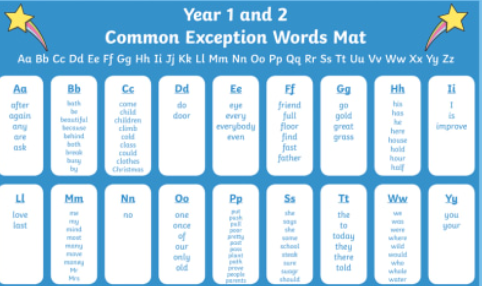 Year 1 and 2
Common Exception Words Mat
Aa Bb Cc Dd Ee Ff Gg Hh Ii Jj Kk Ll Mm Nn Oo Pp Qq Rr Ss Tt Uu Vv Ww Xx Yy Zz
Aa
after
again
any
are
ask
Bb
bath
be
beautiful
because
behind
both
break
busy
by
Cc
come
child
children
climb
cold
class
could
clothes
Christmas
Dd
do
door
Ee
eye
every
everybody
even
Ff
friend
full
floor
find
fast
father
Gg
go
gold
great
grass
Hh
his
has
he
here
house
hold
hour
half
Ii
I
is
improve
Ll
love
last
Mm
me
my
mind
most
many
move
money
Mr
Mrs
Nn
no
Oo
one
once
of
our
only
old
Pp
put
push
pull
poor
pretty
past
pass
plant
path
prove
people
parents
Ss
she
says
she
some
school
steak
sure
sugar
should
Tt
the
to
today
they
there
told
Ww
we
was
were
where
wild
would
who
whole
water
Yy
you
your